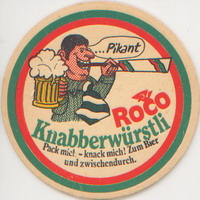 ...Pikant
ROCO
Knabberwürstli
Pack mich - knack mich! Zum Bier
und zwischendurch.